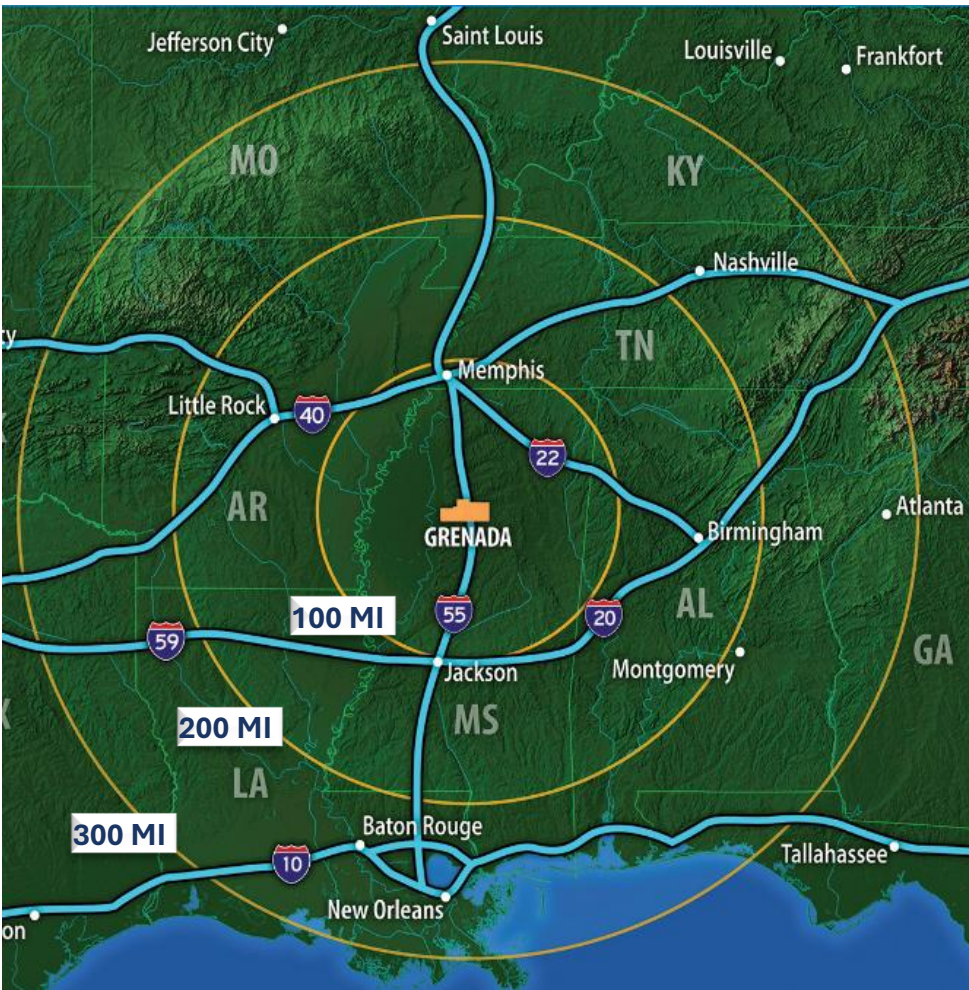 Jefferson City
Saint Louis
Louisville
Frankfort
MO
KY
Nashville
ty
TN
Memphis
Little Rock
40
22
AR
Atlanta
GRENADA
Birmingham
100 MI
55
20
AL
59
GA
Jackson
Montgomery
200 MI
MS
LA
300 MI
Baton Rouge
10
Tallahassee
New Orleans
on